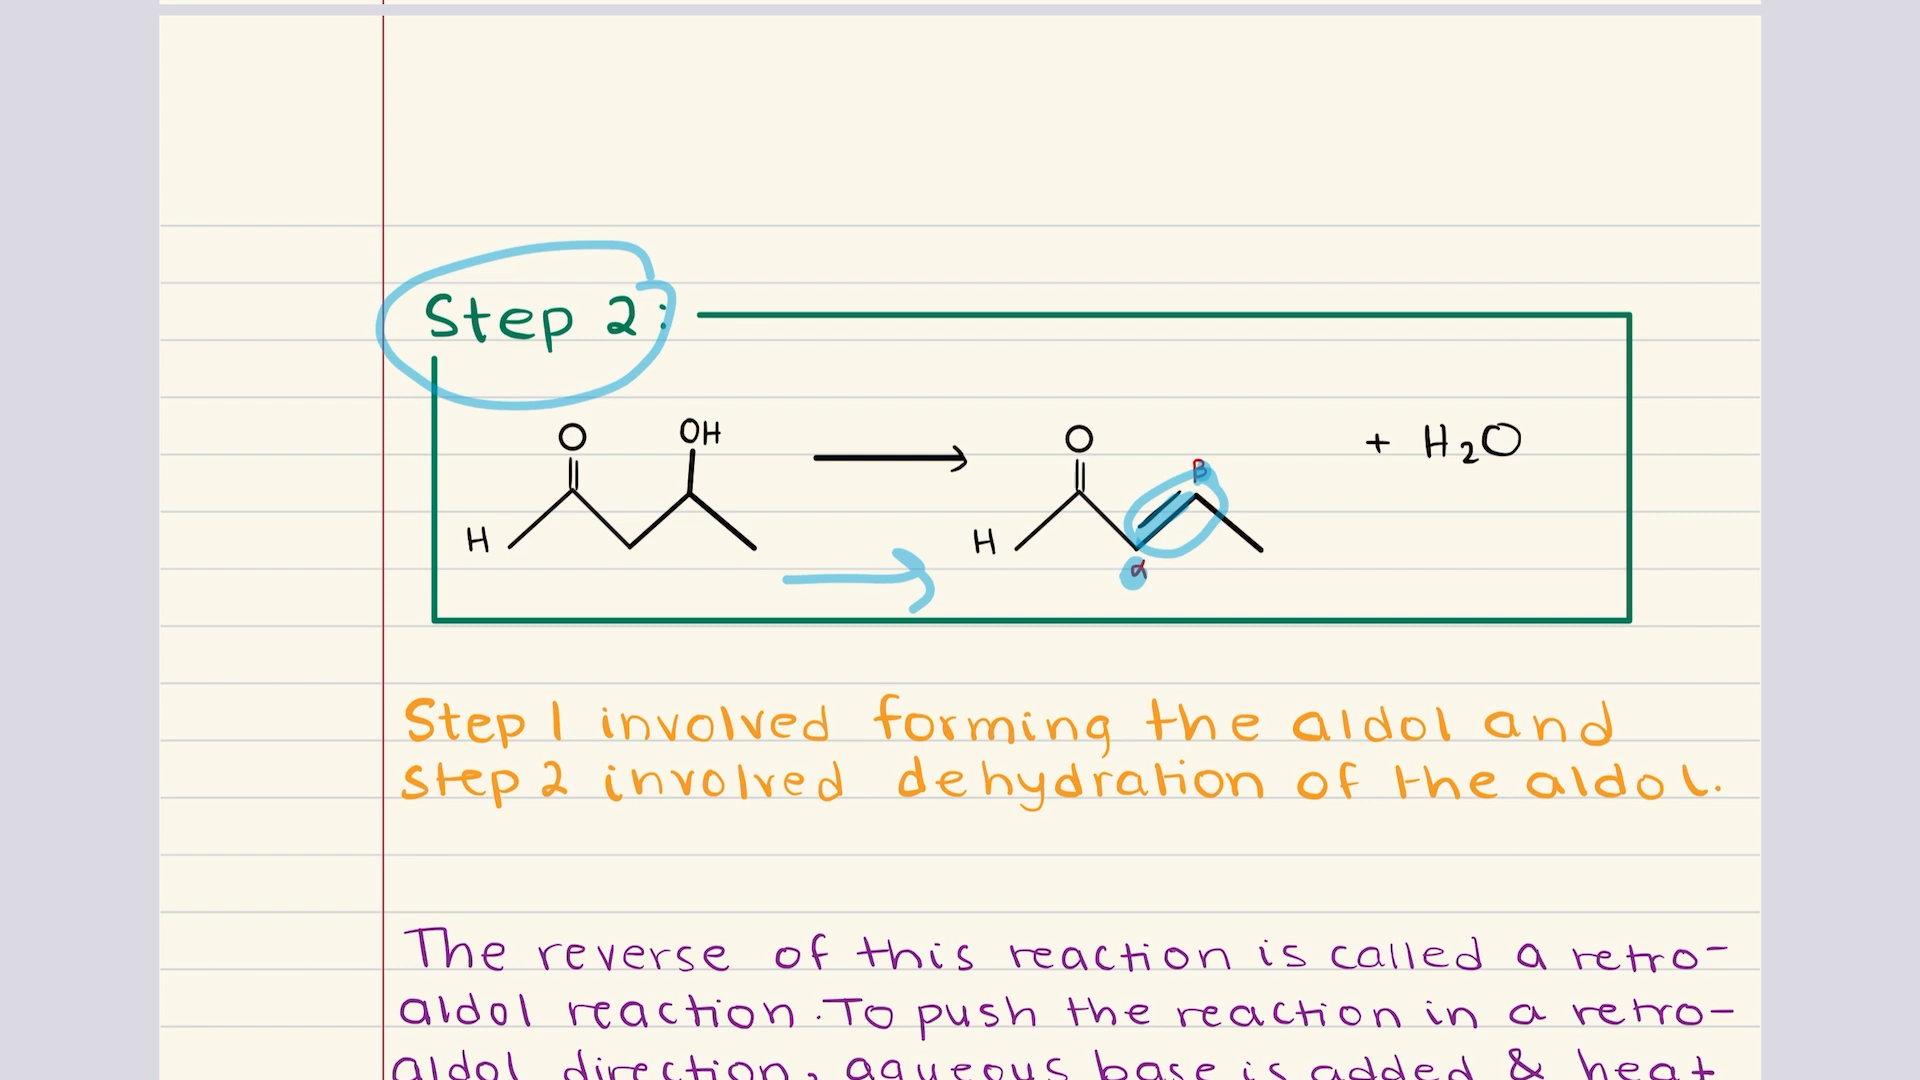 Step 2:
O OH O β + H₂O
H H α
Step 1 involved forming the aldol and
step 2 involved dehydration of the aldol.
The reverse of this reaction is called a retro-
aldol reaction. To push the reaction in a retro-
aldol direction, aqueous base is added & heat